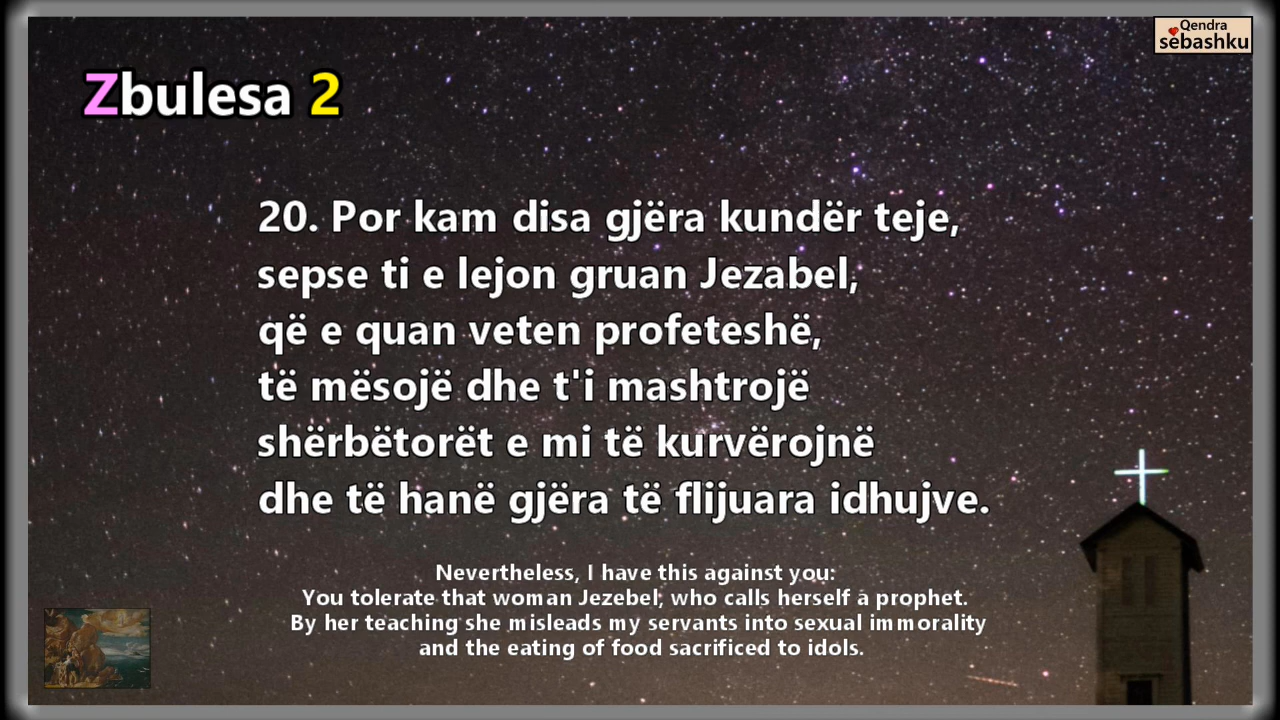 Qendra
sebashku
Zbulesa 2
20. Por kam disa gjëra kundër teje,
sepse ti e lejon gruan Jezabel,
që e quan veten profeteshë,
të mësojë dhe t'i mashtrojë
shërbëtorët e mi të kurvërojnë
dhe të hanë gjëra të flijuara idhujve.
Nevertheless, I have this against you:
You tolerate that woman Jezebel, who calls herself a prophet.
By her teaching she misleads my servants into sexual immorality
and the eating of food sacrificed to idols.